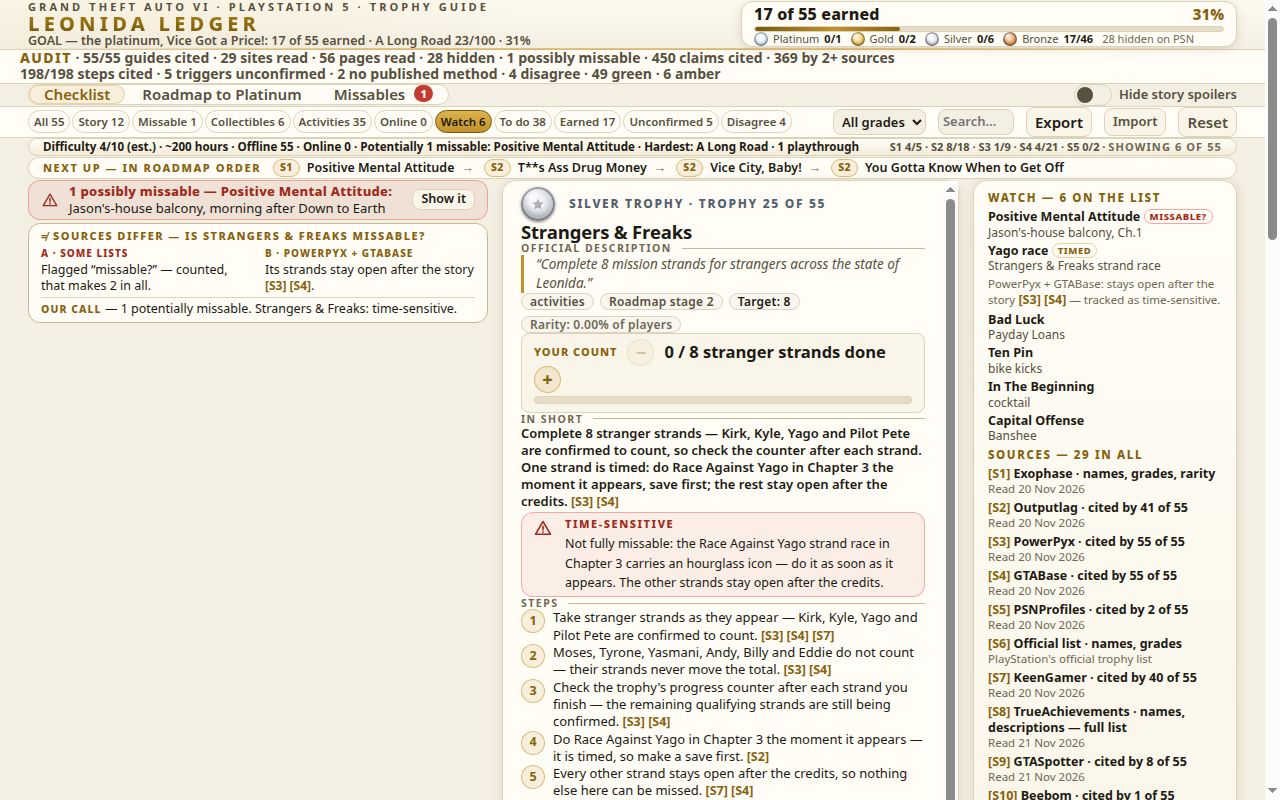 GRAND THEFT AUTO VI · PLAYSTATION 5 · TROPHY GUIDE
LEONIDA LEDGER
GOAL — the platinum, Vice Got a Price!: 17 of 55 earned · A Long Road 23/100 · 31%
17 of 55 earned 31%
Platinum 0/1 Gold 0/2 Silver 0/6 Bronze 17/46 28 hidden on PSN
AUDIT · 55/55 guides cited · 29 sites read · 56 pages read · 28 hidden · 1 possibly missable · 450 claims cited · 369 by 2+ sources
198/198 steps cited · 5 triggers unconfirmed · 2 no published method · 4 disagree · 49 green · 6 amber
Checklist Roadmap to Platinum Missables 1 Hide story spoilers
All 55 Story 12 Missable 1 Collectibles 6 Activities 35 Online 0 Watch 6 To do 38 Earned 17 Unconfirmed 5 Disagree 4 All grades Search... Export Import Reset
Difficulty 4/10 (est.) · ~200 hours · Offline 55 · Online 0 · Potentially 1 missable: Positive Mental Attitude · Hardest: A Long Road · 1 playthrough S1 4/5 · S2 8/18 · S3 1/9 · S4 4/21 · S5 0/2 · SHOWING 6 OF 55
NEXT UP — IN ROADMAP ORDER S1 Positive Mental Attitude → S2 T**s Ass Drug Money → S2 Vice City, Baby! → S2 You Gotta Know When to Go Off
1 possibly missable — Positive Mental Attitude:
Jason's-house balcony, morning after Down to Earth
Show it
≠ SOURCES DIFFER — IS STRANGERS & FREAKS MISSABLE?
A · SOME LISTS
Flagged “missable?” — counted,
that makes 2 in all.
B · POWERPYX + GTABASE
Its strands stay open after the story
[S3] [S4].
OUR CALL — 1 potentially missable. Strangers & Freaks: time-sensitive.
SILVER TROPHY · TROPHY 25 OF 55
Strangers & Freaks
OFFICIAL DESCRIPTION
“Complete 8 mission strands for strangers across the state of
Leonida.”
activities Roadmap stage 2 Target: 8
Rarity: 0.00% of players
YOUR COUNT − 0 / 8 stranger strands done
+
IN SHORT
Complete 8 stranger strands — Kirk, Kyle, Yago and Pilot Pete
are confirmed to count, so check the counter after each strand.
One strand is timed: do Race Against Yago in Chapter 3 the
moment it appears, save first; the rest stay open after the
credits. [S3] [S4]
TIME-SENSITIVE
Not fully missable: the Race Against Yago strand race in
Chapter 3 carries an hourglass icon — do it as soon as it
appears. The other strands stay open after the credits.
STEPS
1 Take stranger strands as they appear — Kirk, Kyle, Yago and
Pilot Pete are confirmed to count. [S3] [S4] [S7]
2 Moses, Tyrone, Yasmani, Andy, Billy and Eddie do not count
— their strands never move the total. [S3] [S4]
3 Check the trophy's progress counter after each strand you
finish — the remaining qualifying strands are still being
confirmed. [S3] [S4]
4 Do Race Against Yago in Chapter 3 the moment it appears —
it is timed, so make a save first. [S2]
5 Every other strand stays open after the credits, so nothing
else here can be missed. [S7] [S4]
WATCH — 6 ON THE LIST
Positive Mental Attitude MISSABLE?
Jason's-house balcony, Ch.1
Yago race TIMED
Strangers & Freaks strand race
PowerPyx + GTABase: stays open after the
story [S3] [S4] — tracked as time-sensitive.
Bad Luck
Payday Loans
Ten Pin
bike kicks
In The Beginning
cocktail
Capital Offense
Banshee
SOURCES — 29 IN ALL
[S1] Exophase · names, grades, rarity
Read 20 Nov 2026
[S2] Outputlag · cited by 41 of 55
Read 20 Nov 2026
[S3] PowerPyx · cited by 55 of 55
Read 20 Nov 2026
[S4] GTABase · cited by 55 of 55
Read 20 Nov 2026
[S5] PSNProfiles · cited by 2 of 55
Read 20 Nov 2026
[S6] Official list · names, grades
PlayStation's official trophy list
[S7] KeenGamer · cited by 40 of 55
Read 20 Nov 2026
[S8] TrueAchievements · names,
descriptions — full list
Read 21 Nov 2026
[S9] GTASpotter · cited by 8 of 55
Read 21 Nov 2026
[S10] Beebom · cited by 1 of 55